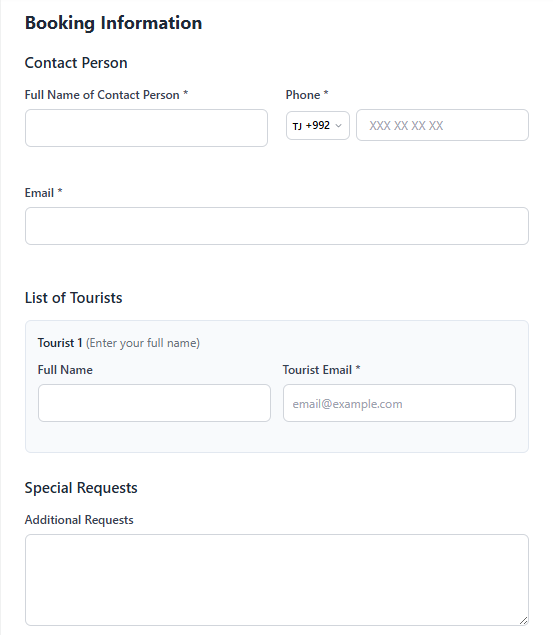 Booking Information
Contact Person
Full Name of Contact Person *
Phone *
TJ +992
XXX XX XX XX
Email *
List of Tourists
Tourist 1 (Enter your full name)
Full Name
Tourist Email *
email@example.com
Special Requests
Additional Requests